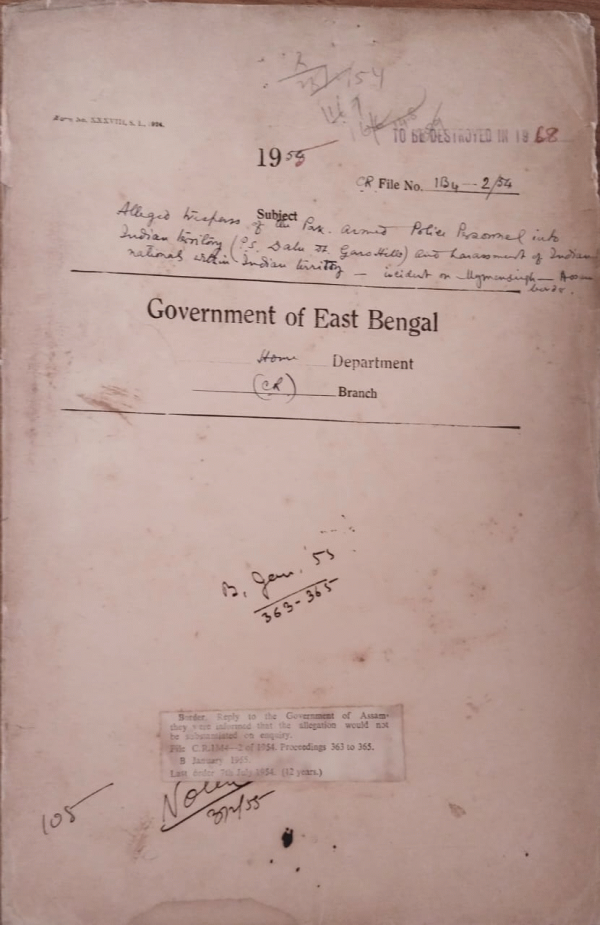 154
Form No. XXXVIII, S. I., 1934.
TO BE DESTROYED IN 19 68
1955
CR File No. 1B4—2/54
Subject
Alleged trespass of the Pak. armed Police Personnel into
Indian territory (P.S. Dalu Dt. Garo Hills) and harassment of Indian
nationals within Indian territory — incident on Mymensingh — Assam
border.
Government of East Bengal
Home Department
(CR) Branch
B, Jan. '55
363-365
Border. Reply to the Government of Assam—
they were informed that the allegation would not
be substantiated on enquiry.
File C.R.1B4—2 of 1954. Proceedings 363 to 365.
B January 1955.
Last order 7th July 1954. (12 years.)
Noted
105